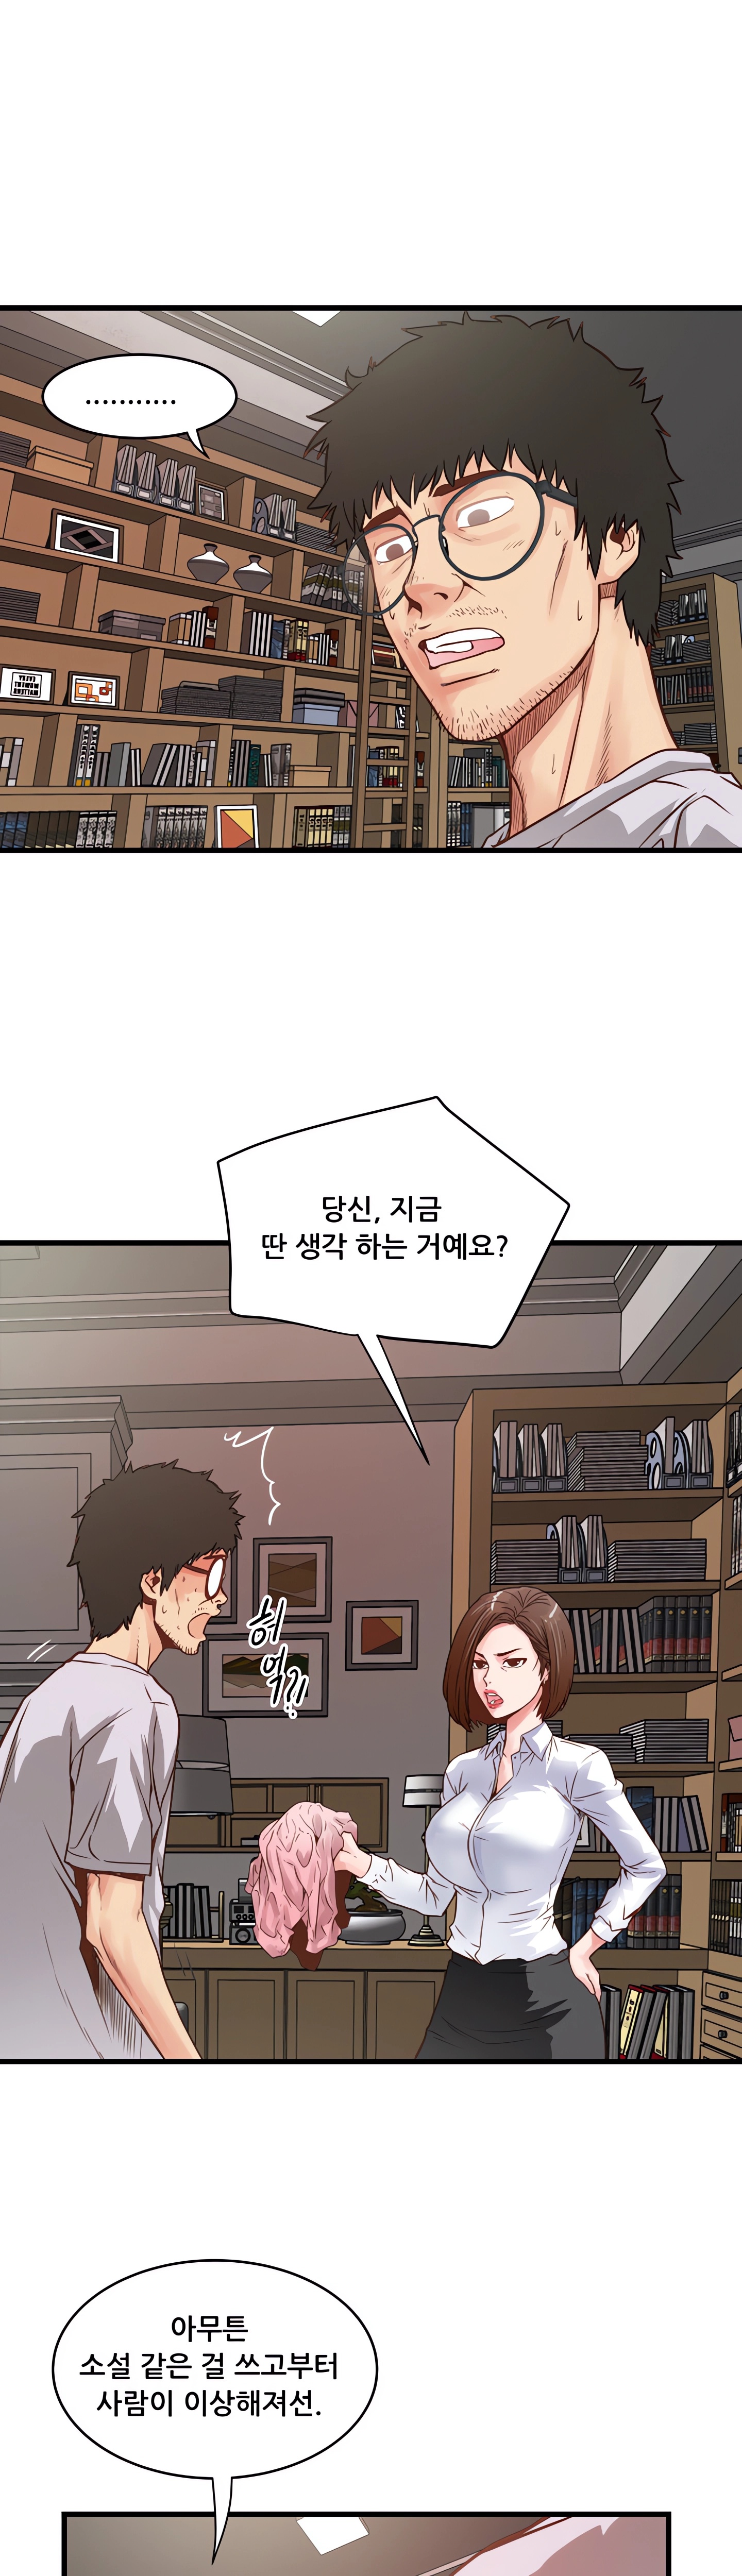 ...........
당신, 지금
딴 생각 하는 거예요?
허
억?!
아무튼
소설 같은 걸 쓰고부터
사람이 이상해져선.